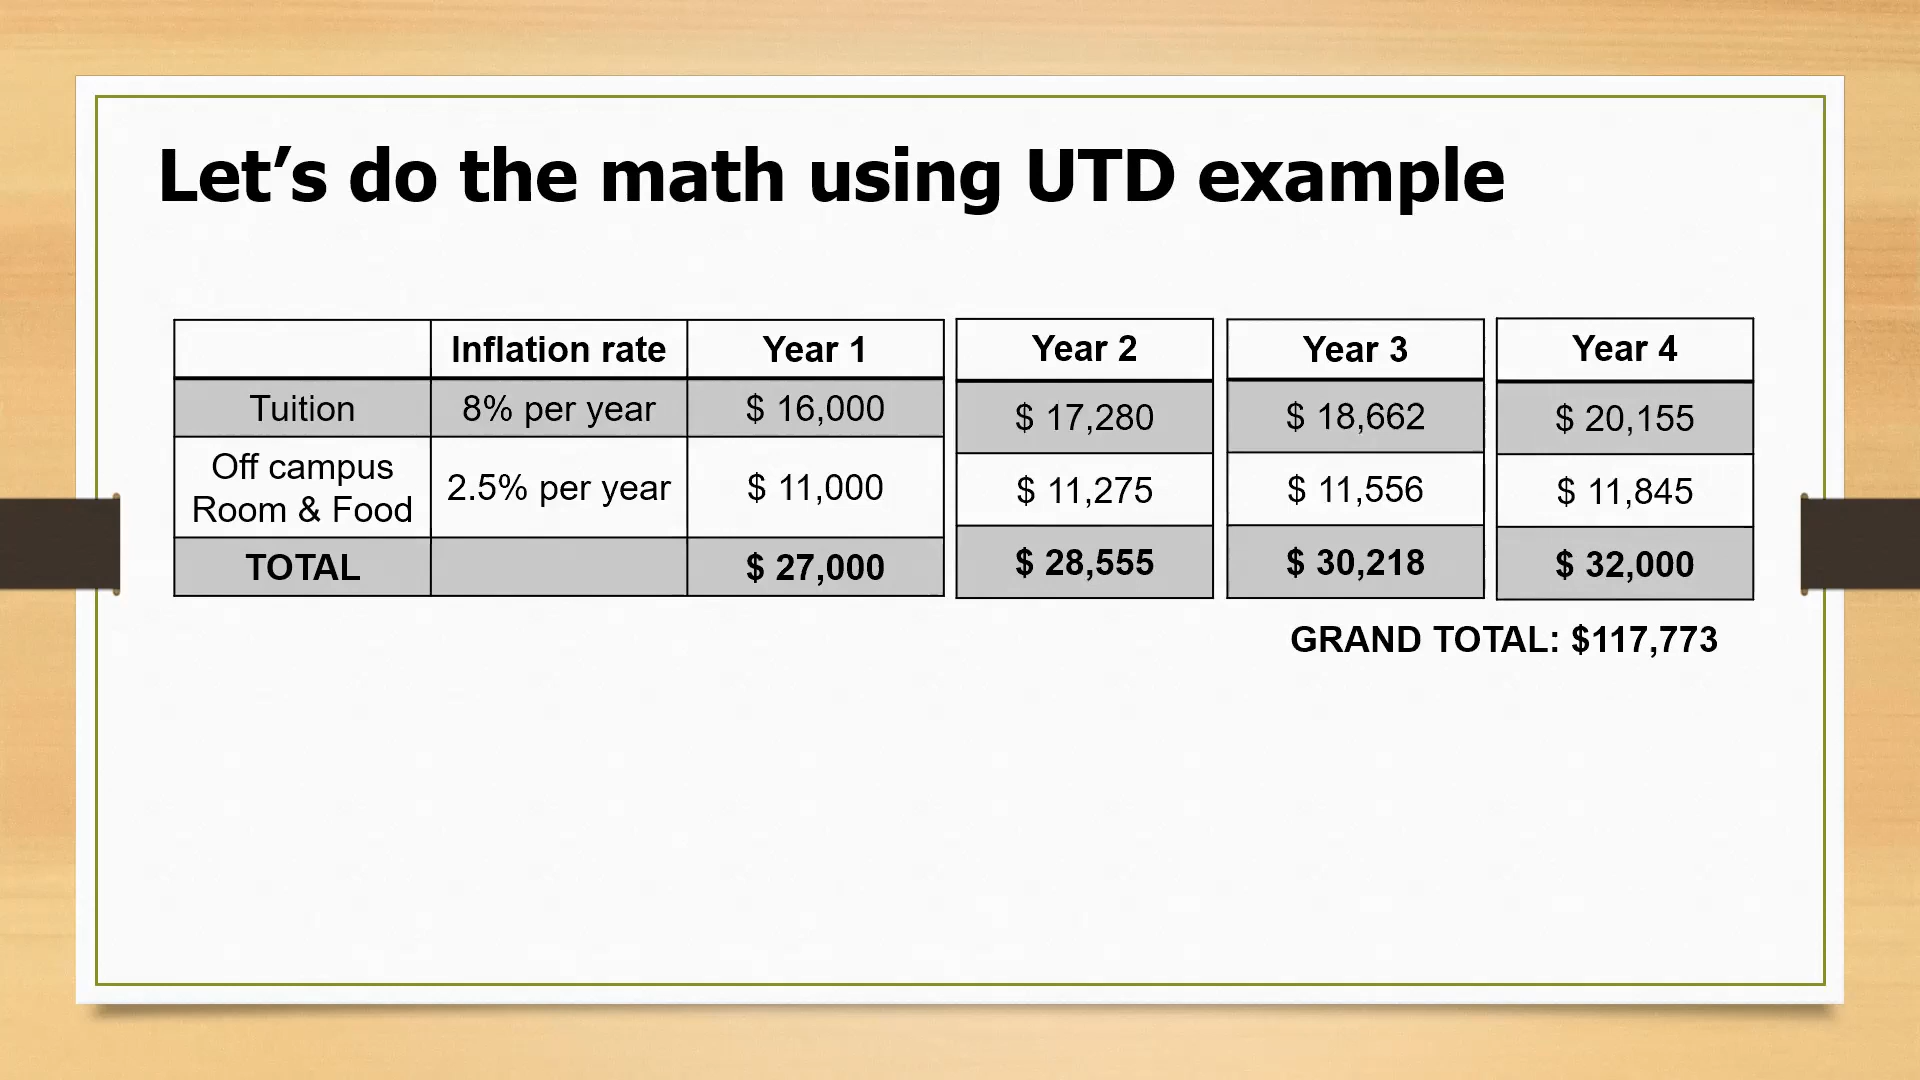 Let’s do the math using UTD example
Inflation rate Year 1 Year 2 Year 3 Year 4
Tuition 8% per year $ 16,000 $ 17,280 $ 18,662 $ 20,155
Off campus
Room & Food 2.5% per year $ 11,000 $ 11,275 $ 11,556 $ 11,845
TOTAL $ 27,000 $ 28,555 $ 30,218 $ 32,000
GRAND TOTAL: $117,773